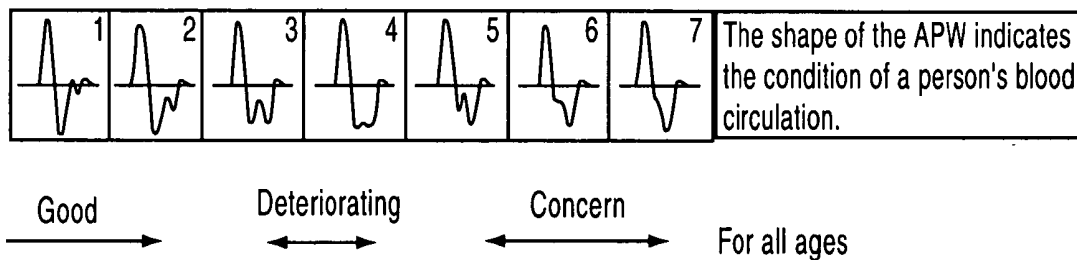 1 2 3 4 5 6 7
The shape of the APW indicates
the condition of a person's blood
circulation.
Good Deteriorating Concern
For all ages